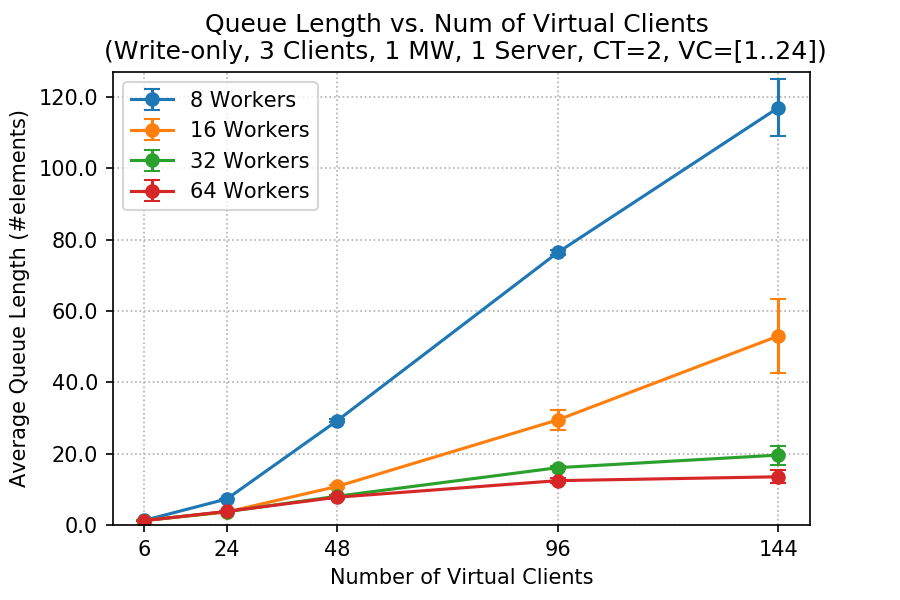 Queue Length vs. Num of Virtual Clients
(Write-only, 3 Clients, 1 MW, 1 Server, CT=2, VC=[1..24])
120.0
100.0
80.0
60.0
40.0
20.0
0.0
Average Queue Length (#elements)
8 Workers
16 Workers
32 Workers
64 Workers
6 24 48 96 144
Number of Virtual Clients